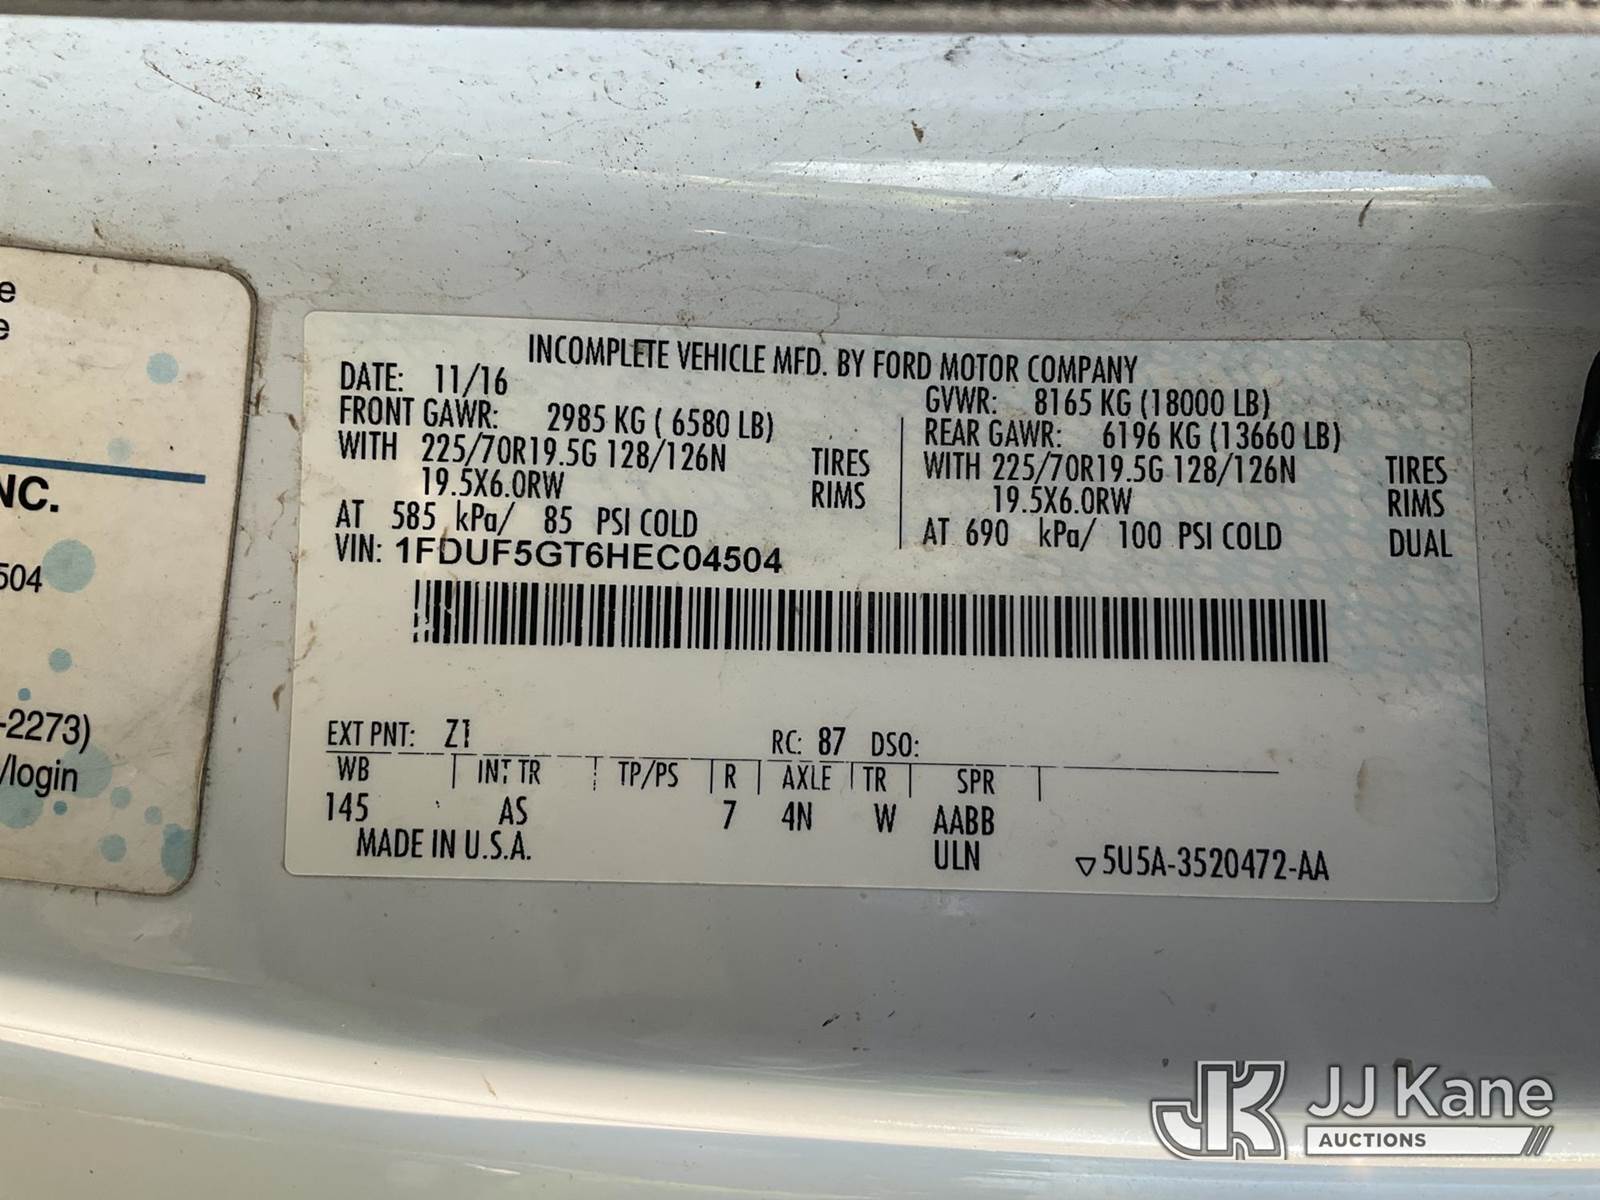 e
e
NC.
504
-2273)
/login
INCOMPLETE VEHICLE MFD. BY FORD MOTOR COMPANY
DATE: 11/16
GVWR: 8165 KG (18000 LB)
FRONT GAWR: 2985 KG ( 6580 LB)
REAR GAWR: 6196 KG (13660 LB)
WITH 225/70R19.5G 128/126N TIRES
WITH 225/70R19.5G 128/126N TIRES
19.5X6.0RW RIMS
19.5X6.0RW RIMS
AT 585 kPa/ 85 PSI COLD
AT 690 kPa/ 100 PSI COLD DUAL
VIN: 1FDUF5GT6HEC04504
EXT PNT: Z1 RC: 87 DSO:
WB INT TR TP/PS R AXLE TR SPR
145 AS 7 4N W AABB
MADE IN U.S.A. ULN
5U5A-3520472-AA
JK JJ Kane
AUCTIONS